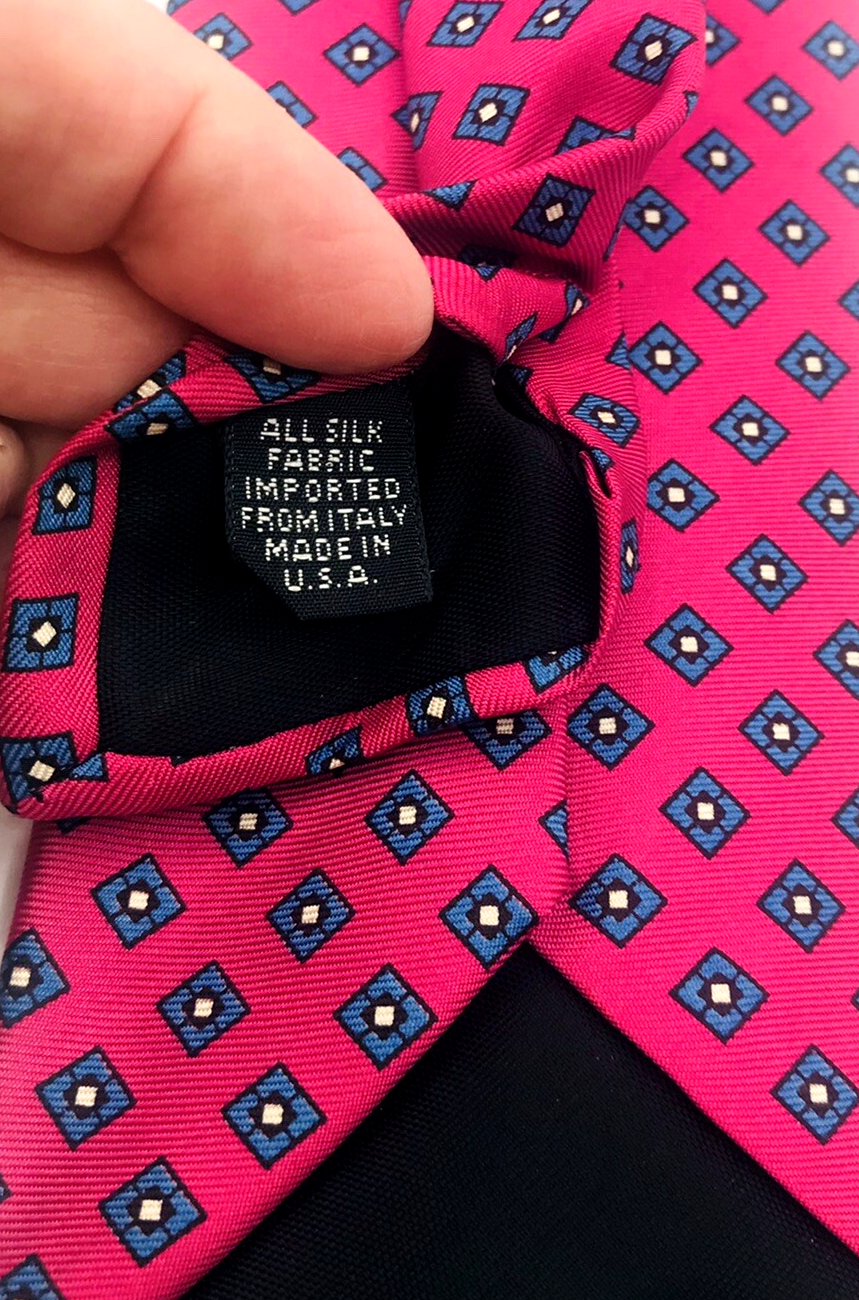 ALL SILK
FABRIC
IMPORTED
FROM ITALY
MADE IN
U.S.A.